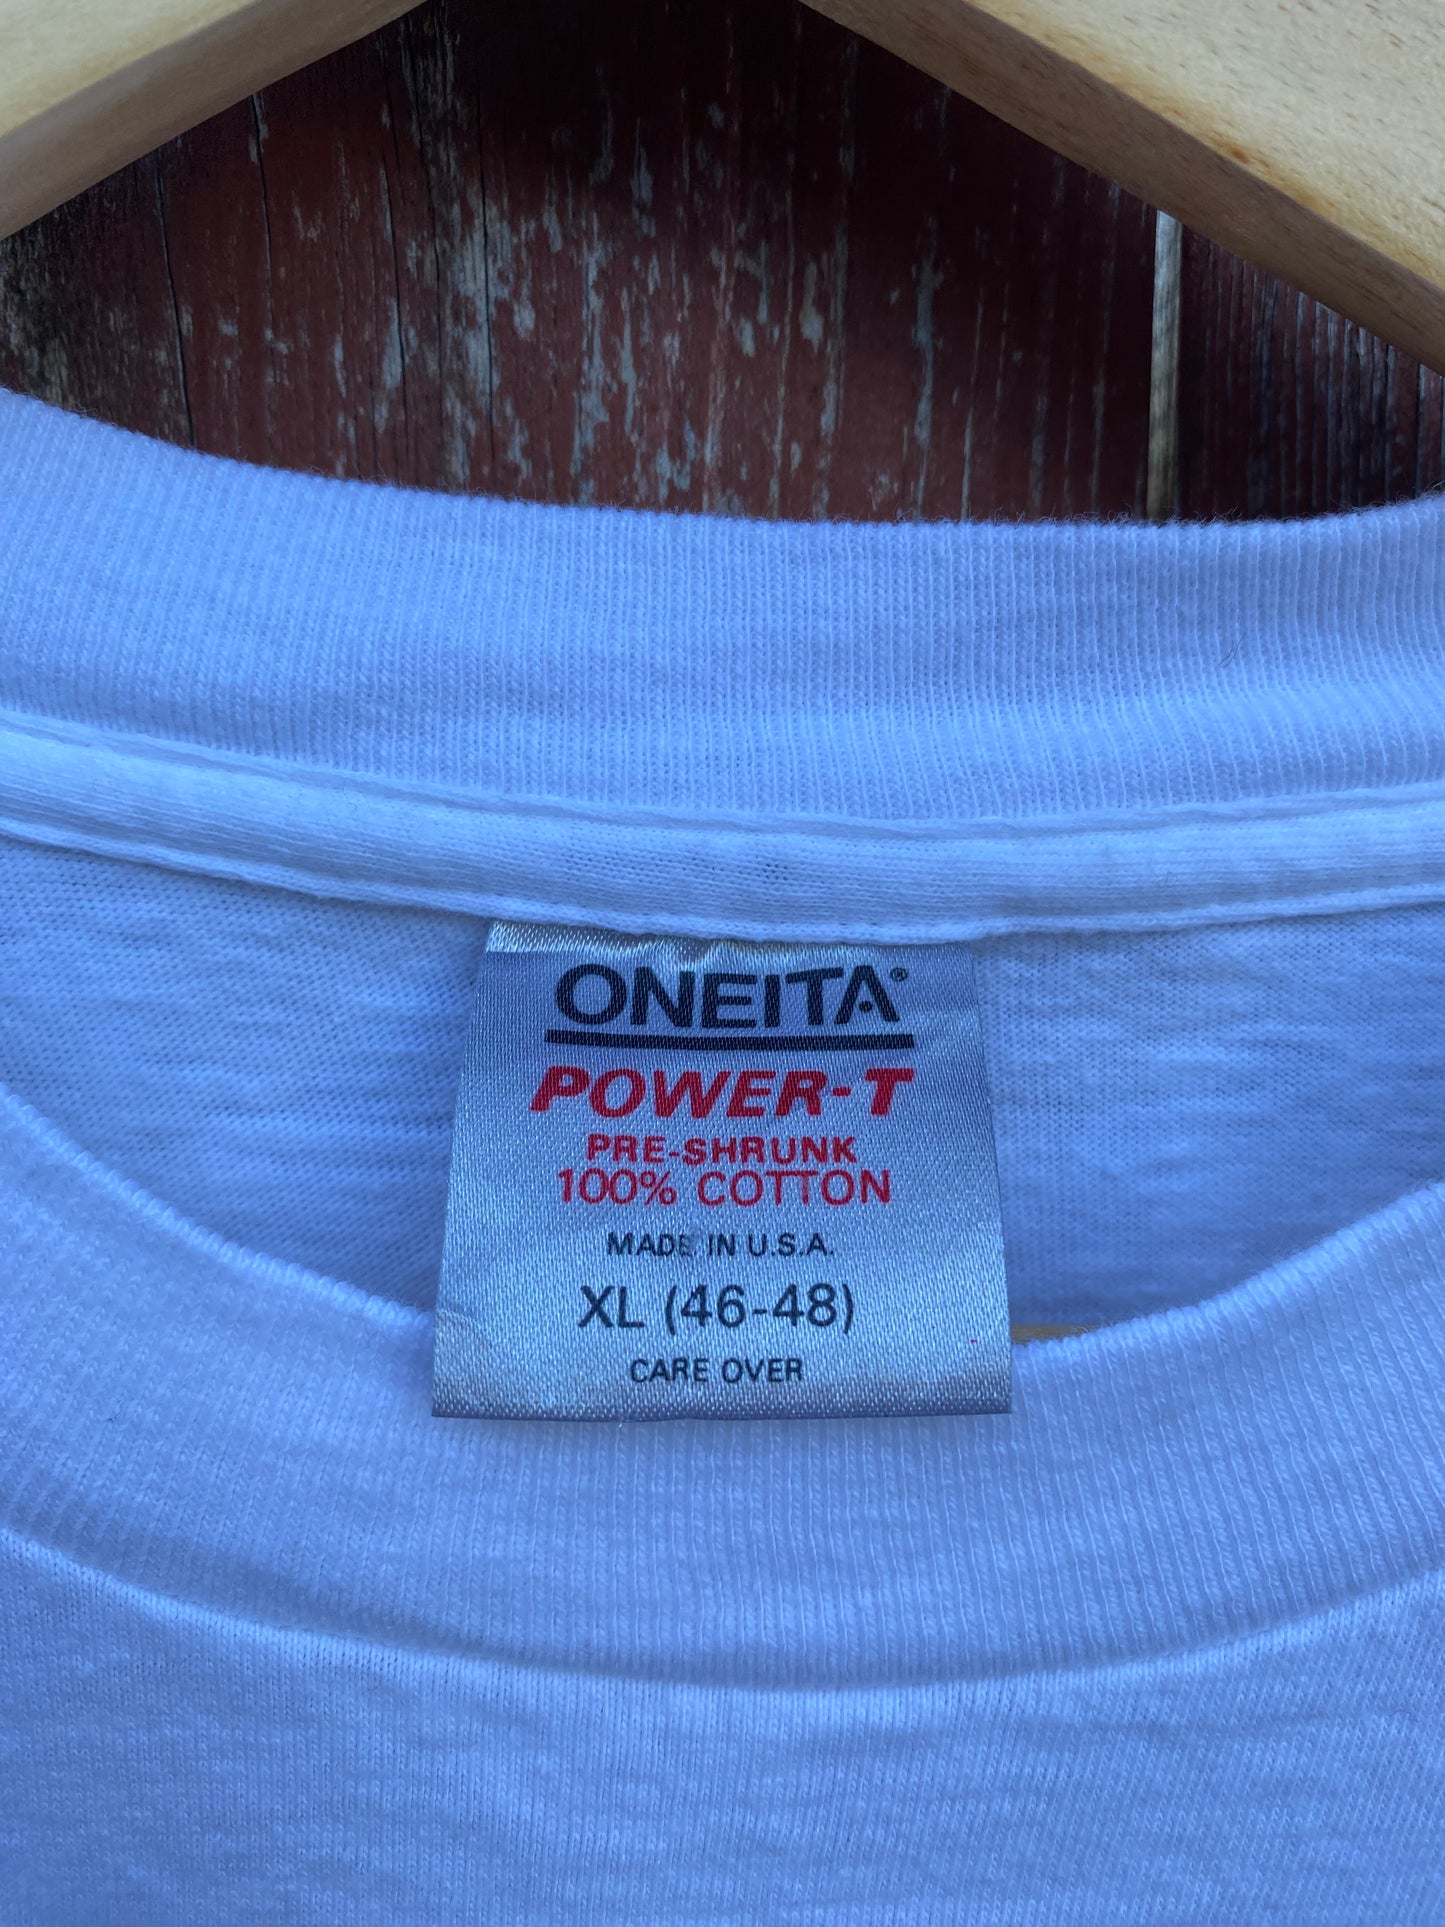 ONEITA®
POWER-T
PRE-SHRUNK
100% COTTON
MADE IN U.S.A.
XL (46-48)
CARE OVER